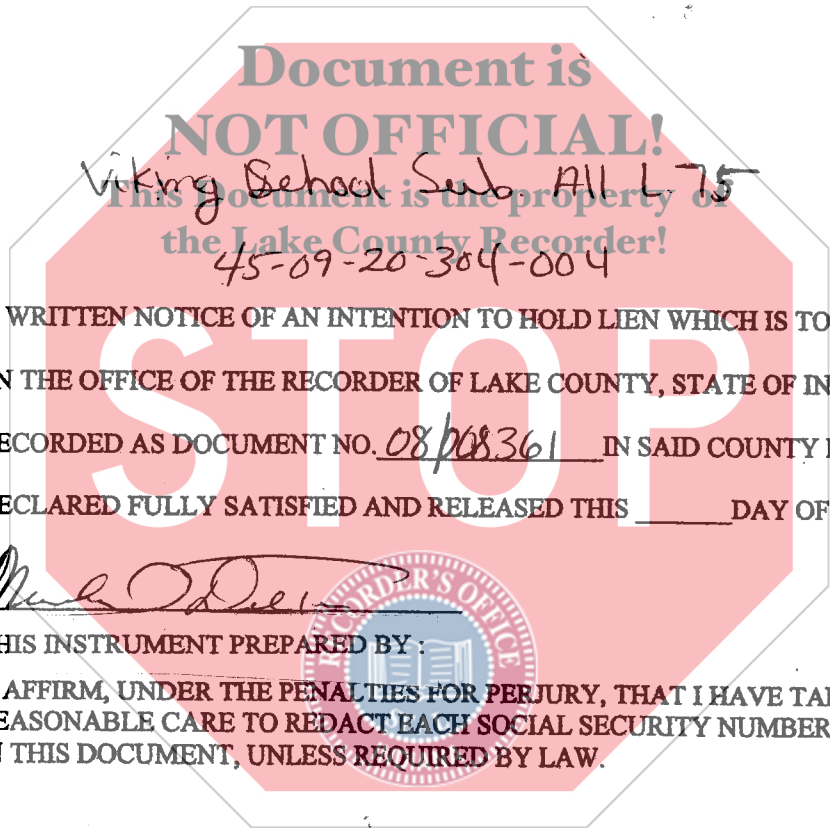 Document is
NOT OFFICIAL!
Viking School Sub. All L. 75
This Document is the property of
the Lake County Recorder!
45-09-20-304-004
WRITTEN NOTICE OF AN INTENTION TO HOLD LIEN WHICH IS TO
N THE OFFICE OF THE RECORDER OF LAKE COUNTY, STATE OF IN
STOP
ECORDED AS DOCUMENT NO. 08/008361 IN SAID COUNTY
ECLARED FULLY SATISFIED AND RELEASED THIS ______ DAY OF
RECORDER'S OFFICE
HIS INSTRUMENT PREPARED BY :
AFFIRM, UNDER THE PENALTIES FOR PERJURY, THAT I HAVE TA
EASONABLE CARE TO REDACT EACH SOCIAL SECURITY NUMBER
THIS DOCUMENT, UNLESS REQUIRED BY LAW.